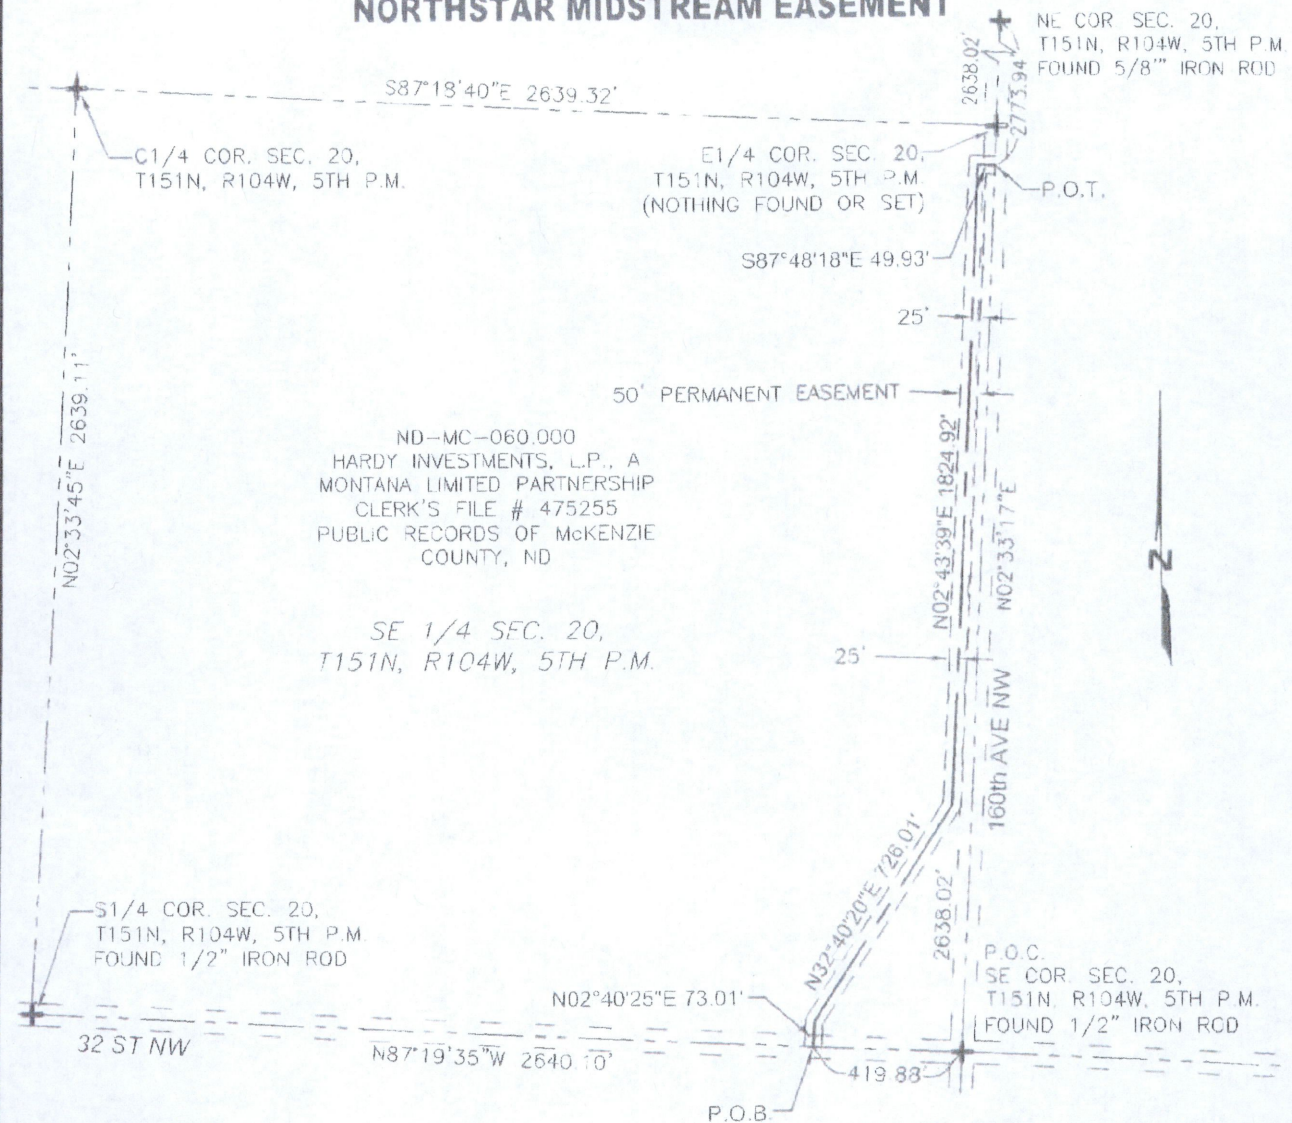 NORTHSTAR MIDSTREAM EASEMENT
NE COR SEC. 20,
T151N, R104W, 5TH P.M.
FOUND 5/8'" IRON ROD
2638.02'
2773.94'
S87°18'40"E 2639.32'
C1/4 COR. SEC. 20,
T151N, R104W, 5TH P.M.
E1/4 COR. SEC. 20,
T151N, R104W, 5TH P.M.
(NOTHING FOUND OR SET)
P.O.T.
S87°48'18"E 49.93'
25'
50' PERMANENT EASEMENT
N02°33'45"E 2639.11'
ND-MC-060.000
HARDY INVESTMENTS, L.P., A
MONTANA LIMITED PARTNERSHIP
CLERK'S FILE # 475255
PUBLIC RECORDS OF McKENZIE
COUNTY, ND
SE 1/4 SEC. 20,
T151N, R104W, 5TH P.M.
N02°43'39"E 1824.92'
N02°33'17"E
N
25'
160th AVE NW
N32°40'20"E 726.01'
2638.02'
S1/4 COR. SEC. 20,
T151N, R104W, 5TH P.M.
FOUND 1/2" IRON ROD
P.O.C.
SE COR. SEC. 20,
T151N, R104W, 5TH P.M.
FOUND 1/2" IRON ROD
N02°40'25"E 73.01'
32 ST NW
N87°19'35"W 2640.10'
419.88'
P.O.B.